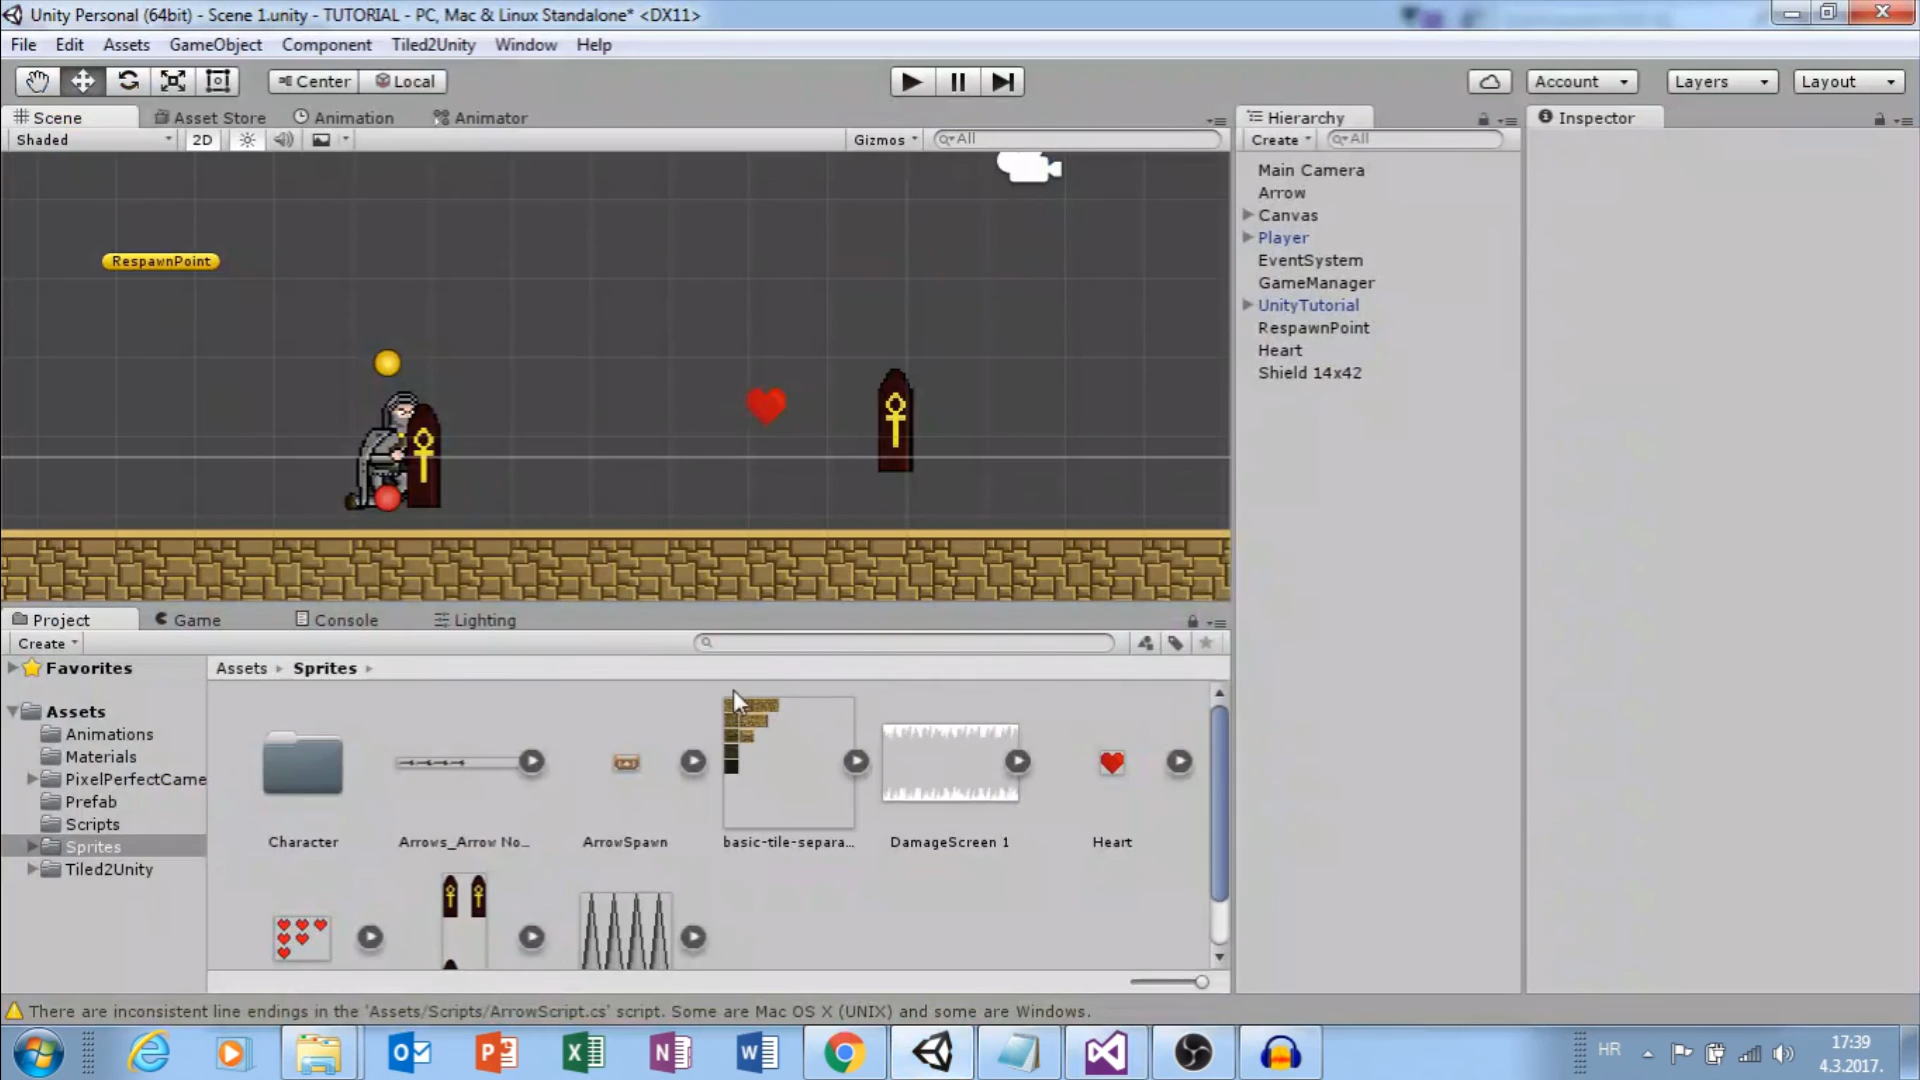 Unity Personal (64bit) - Scene 1.unity - TUTORIAL - PC, Mac & Linux Standalone* <DX11>
File Edit Assets GameObject Component Tiled2Unity Window Help
Center Local Account Layers Layout
Scene Asset Store Animation Animator
Shaded 2D Gizmos All
RespawnPoint
Hierarchy
Create All
Main Camera
Arrow
Canvas
Player
EventSystem
GameManager
UnityTutorial
RespawnPoint
Heart
Shield 14x42
Inspector
Project Game Console Lighting
Create
Favorites
Assets
Animations
Materials
PixelPerfectCame
Prefab
Scripts
Sprites
Tiled2Unity
Assets Sprites
Character Arrows_Arrow No... ArrowSpawn basic-tile-separa... DamageScreen 1 Heart
There are inconsistent line endings in the 'Assets/Scripts/ArrowScript.cs' script. Some are Mac OS X (UNIX) and some are Windows.
HR
17:39
4.3.2017.